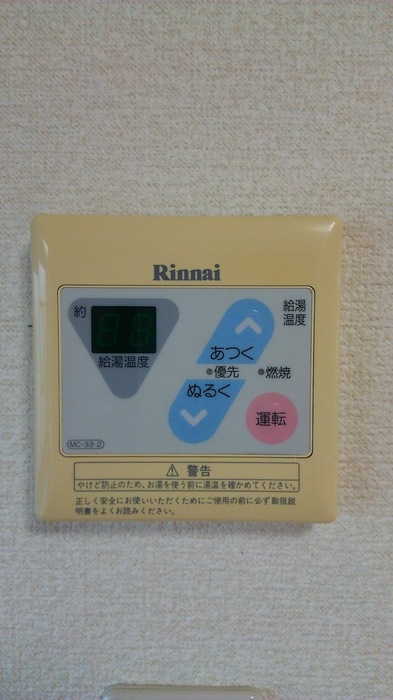 Rinnai
約
給湯温度
あつく
給湯
温度
優先
燃焼
ぬるく
運転
MC-33-2
警告
やけど防止のため、お湯を使う前に湯温を確かめてください。
正しく安全にお使いいただくためにご使用の前に必ず取扱説
明書をよくお読みください。